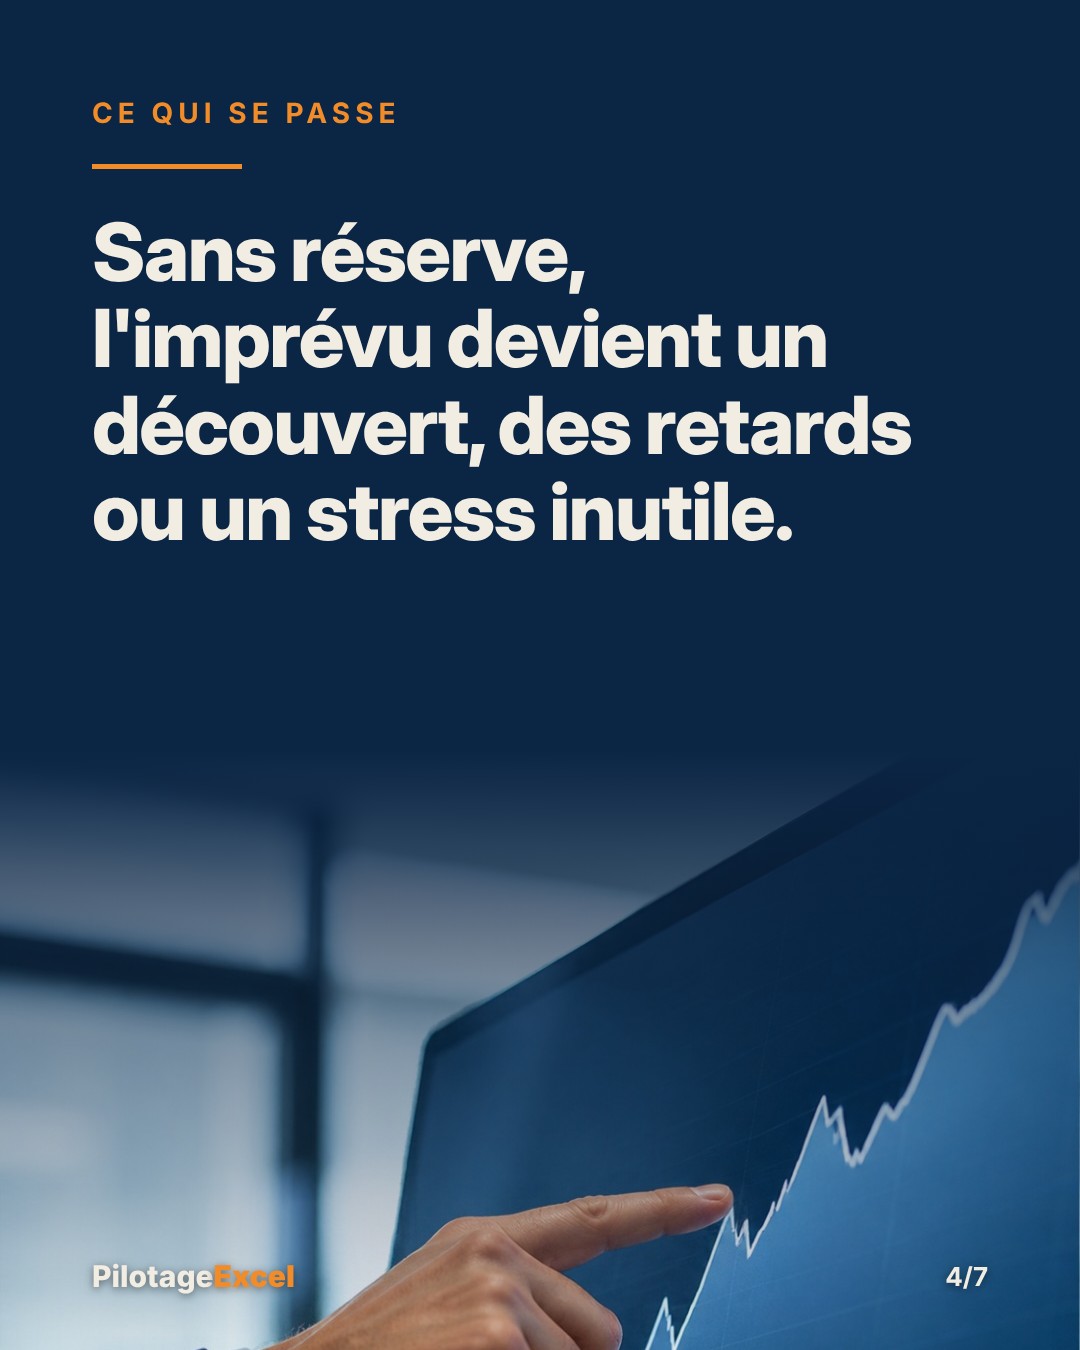 CE QUI SE PASSE
Sans réserve,
l'imprévu devient un
découvert, des retards
ou un stress inutile.
PilotageExcel
4/7